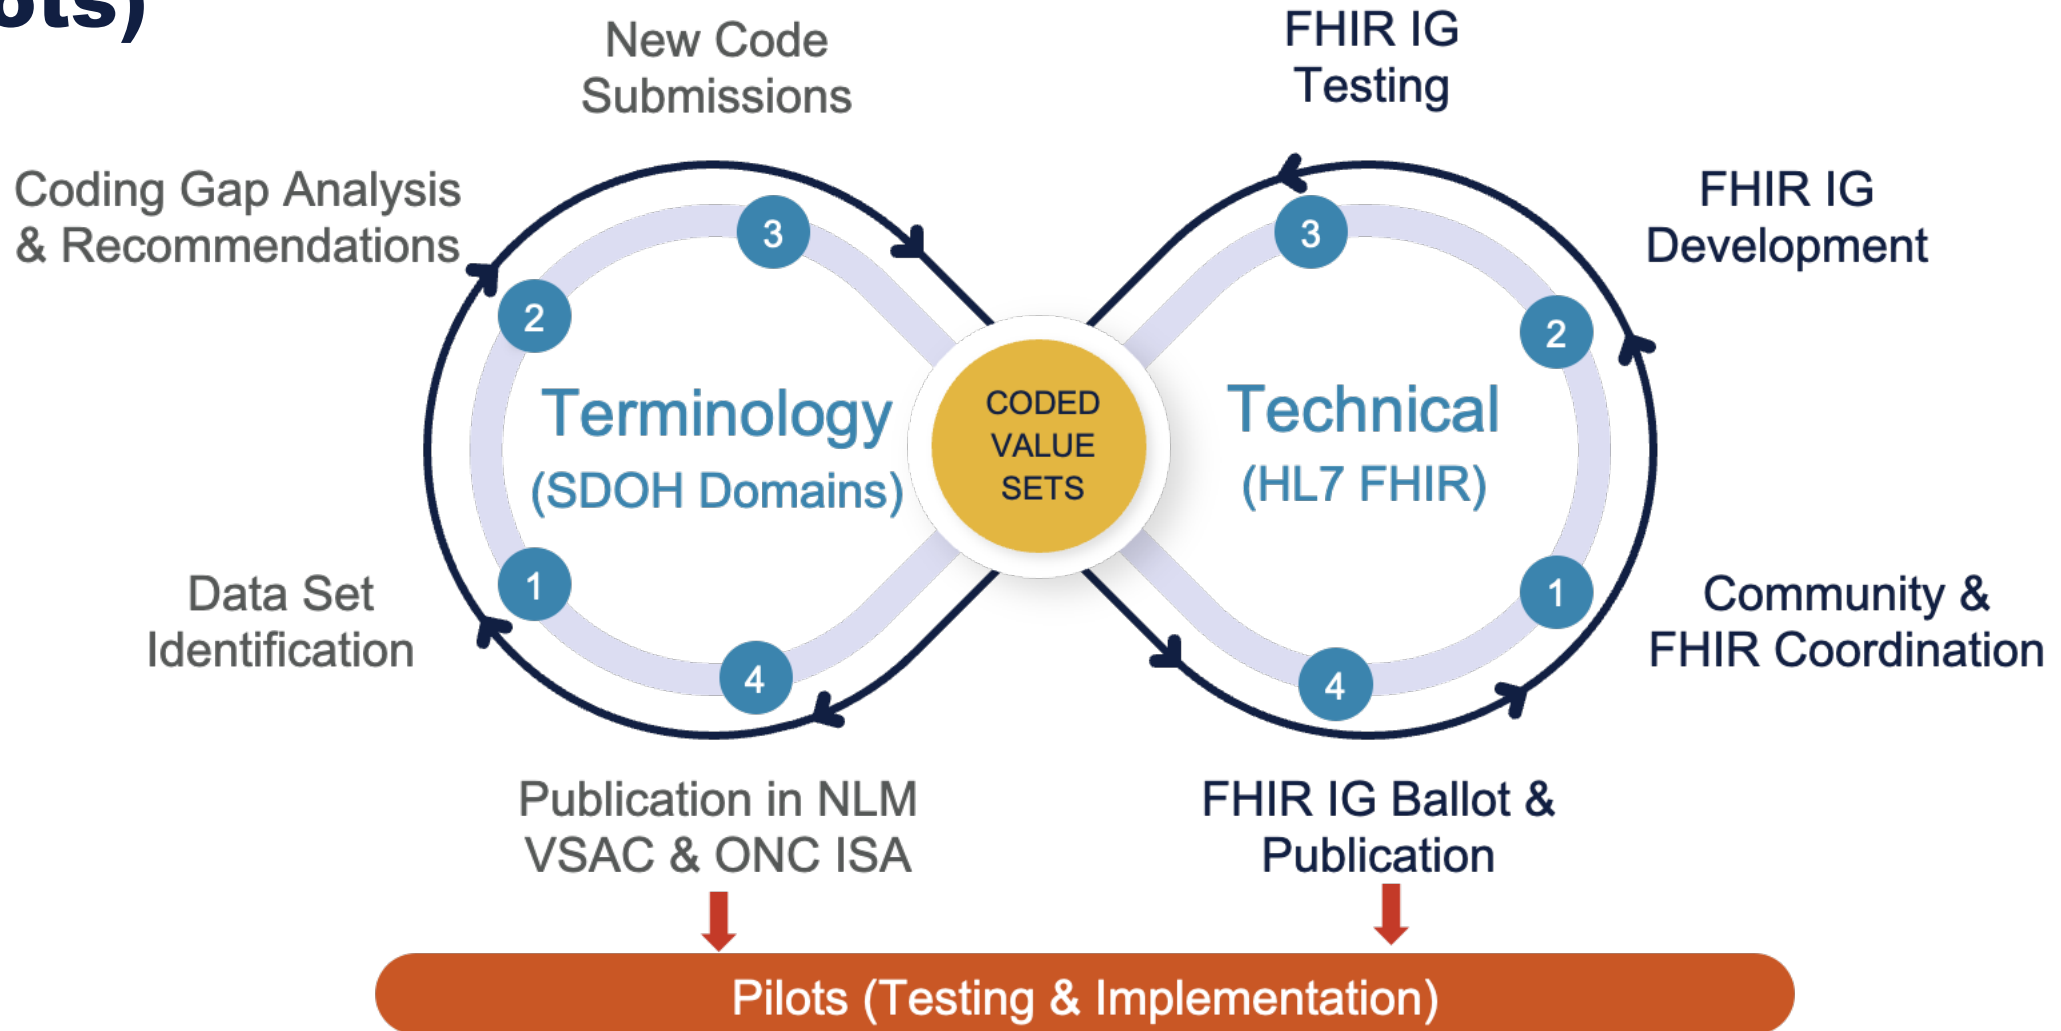 ots)
New Code
Submissions
Coding Gap Analysis
& Recommendations
3
2
Terminology
(SDOH Domains)
Data Set
Identification
1
4
Publication in NLM
VSAC & ONC ISA
CODED
VALUE
SETS
FHIR IG
Testing
FHIR IG
Development
3
2
Technical
(HL7 FHIR)
1
Community &
FHIR Coordination
4
FHIR IG Ballot &
Publication
Pilots (Testing & Implementation)